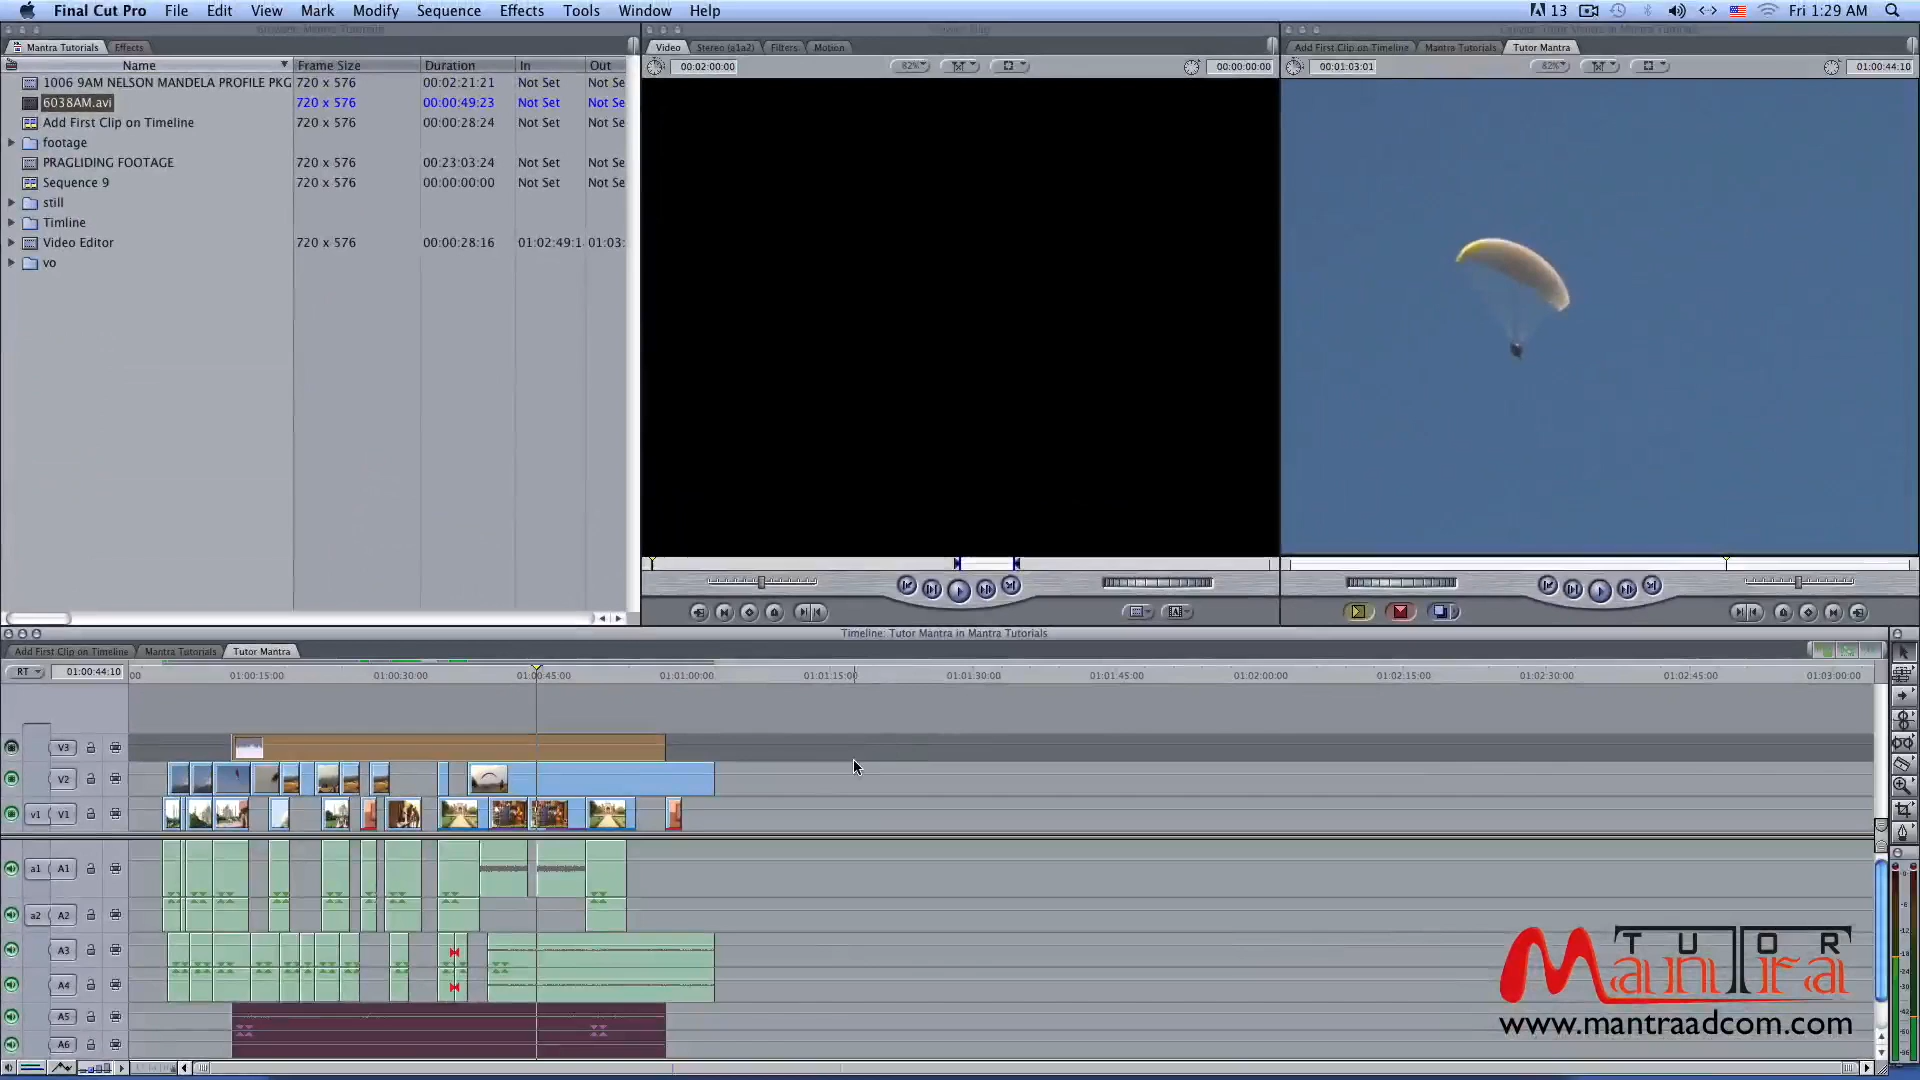 Final Cut Pro File Edit View Mark Modify Sequence Effects Tools Window Help 13 Fri 1:29 AM
Mantra Tutorials Effects
Video Stereo (a1a2) Filters Motion
Add First Clip on Timeline Mantra Tutorials Tutor Mantra
Name Frame Size Duration In Out
00:02:00:00 82% 00:00:00:00
00:01:03:01 82% 01:00:44:10
1006 9AM NELSON MANDELA PROFILE PKG 720 x 576 00:02:21:21 Not Set Not Se
6038AM.avi 720 x 576 00:00:49:23 Not Set Not Se
Add First Clip on Timeline 720 x 576 00:00:28:24 Not Set Not Se
footage
PRAGLIDING FOOTAGE 720 x 576 00:23:03:24 Not Set Not Se
Sequence 9 720 x 576 00:00:00:00 Not Set Not Se
still
Timline
Video Editor 720 x 576 00:00:28:16 01:02:49:1 01:03:
vo
Timeline: Tutor Mantra in Mantra Tutorials
Add First Clip on Timeline Mantra Tutorials Tutor Mantra
RT 01:00:44:10 00 01:00:15:00 01:00:30:00 01:00:45:00 01:01:00:00 01:01:15:00 01:01:30:00 01:01:45:00 01:02:00:00 01:02:15:00 01:02:30:00 01:02:45:00 01:03:00:00
V3
V2
v1 V1
a1 A1
a2 A2
A3
A4
A5
A6
TUTOR
Mantra
www.mantraadcom.com